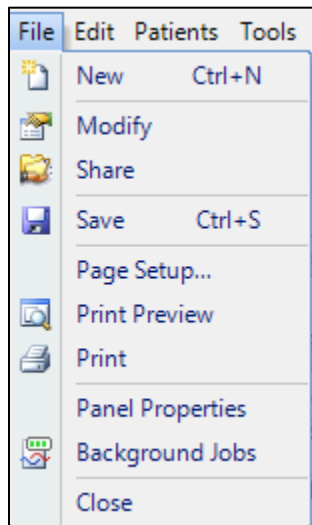 File Edit Patients Tools
New Ctrl+N
Modify
Share
Save Ctrl+S
Page Setup...
Print Preview
Print
Panel Properties
Background Jobs
Close